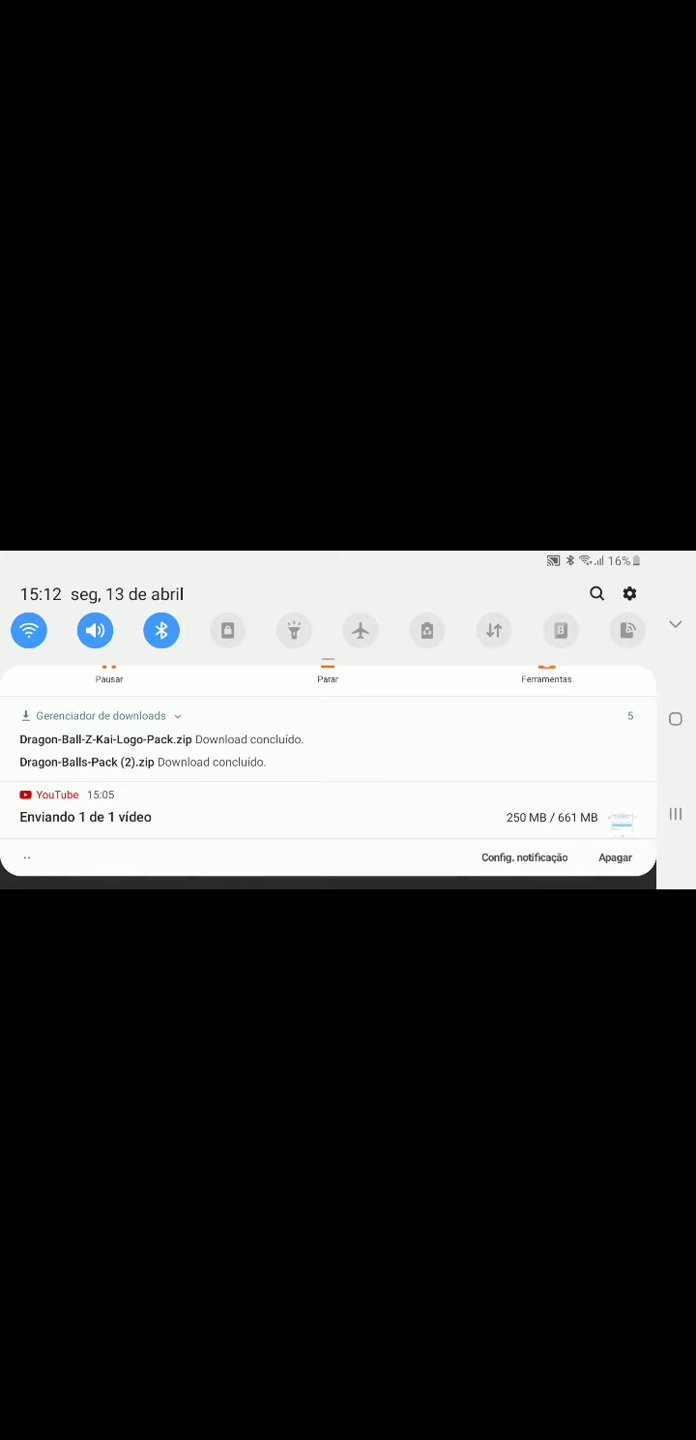 16%
15:12 seg, 13 de abril
Pausar Parar Ferramentas
Gerenciador de downloads 5
Dragon-Ball-Z-Kai-Logo-Pack.zip Download concluído.
Dragon-Balls-Pack (2).zip Download concluído.
YouTube 15:05
Enviando 1 de 1 vídeo 250 MB / 661 MB
Config. notificação Apagar